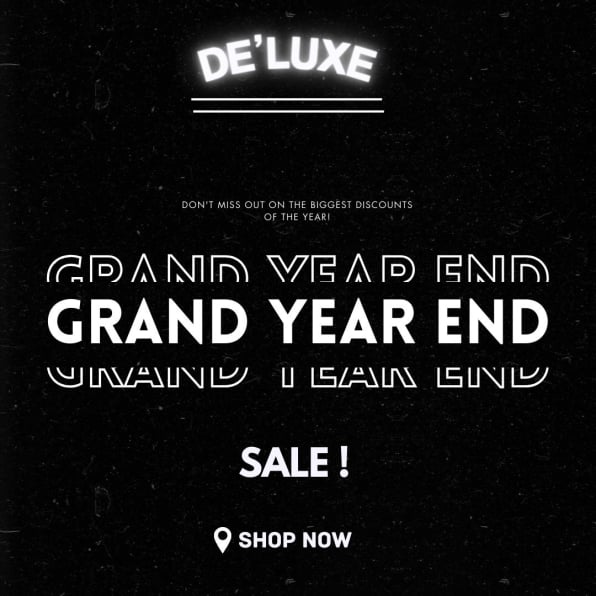 DE'LUXE
DON'T MISS OUT ON THE BIGGEST DISCOUNTS
OF THE YEAR!
GRAND YEAR END
GRAND YEAR END
GRAND YEAR END
SALE !
SHOP NOW